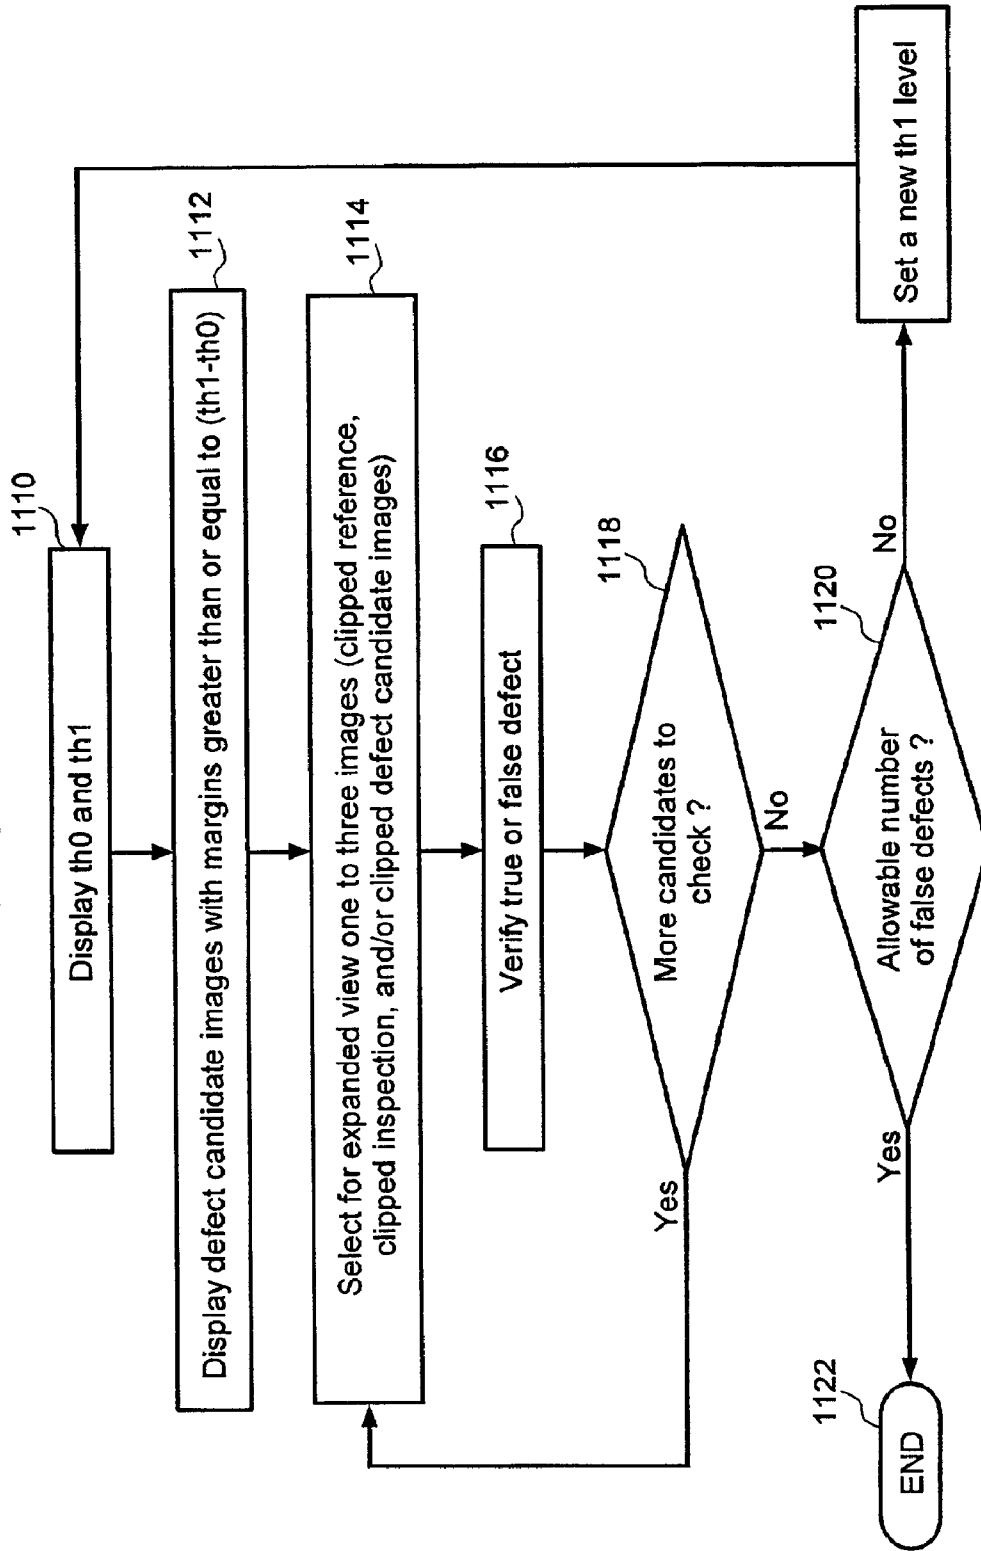 1110
Display th0 and th1
1112
Display defect candidate images with margins greater than or equal to (th1-th0)
1114
Select for expanded view one to three images (clipped reference,
clipped inspection, and/or clipped defect candidate images)
1116
Verify true or false defect
1118
More candidates to
check ?
Yes
No
1120
Allowable number
of false defects ?
Yes
No
1122
END
Set a new th1 level